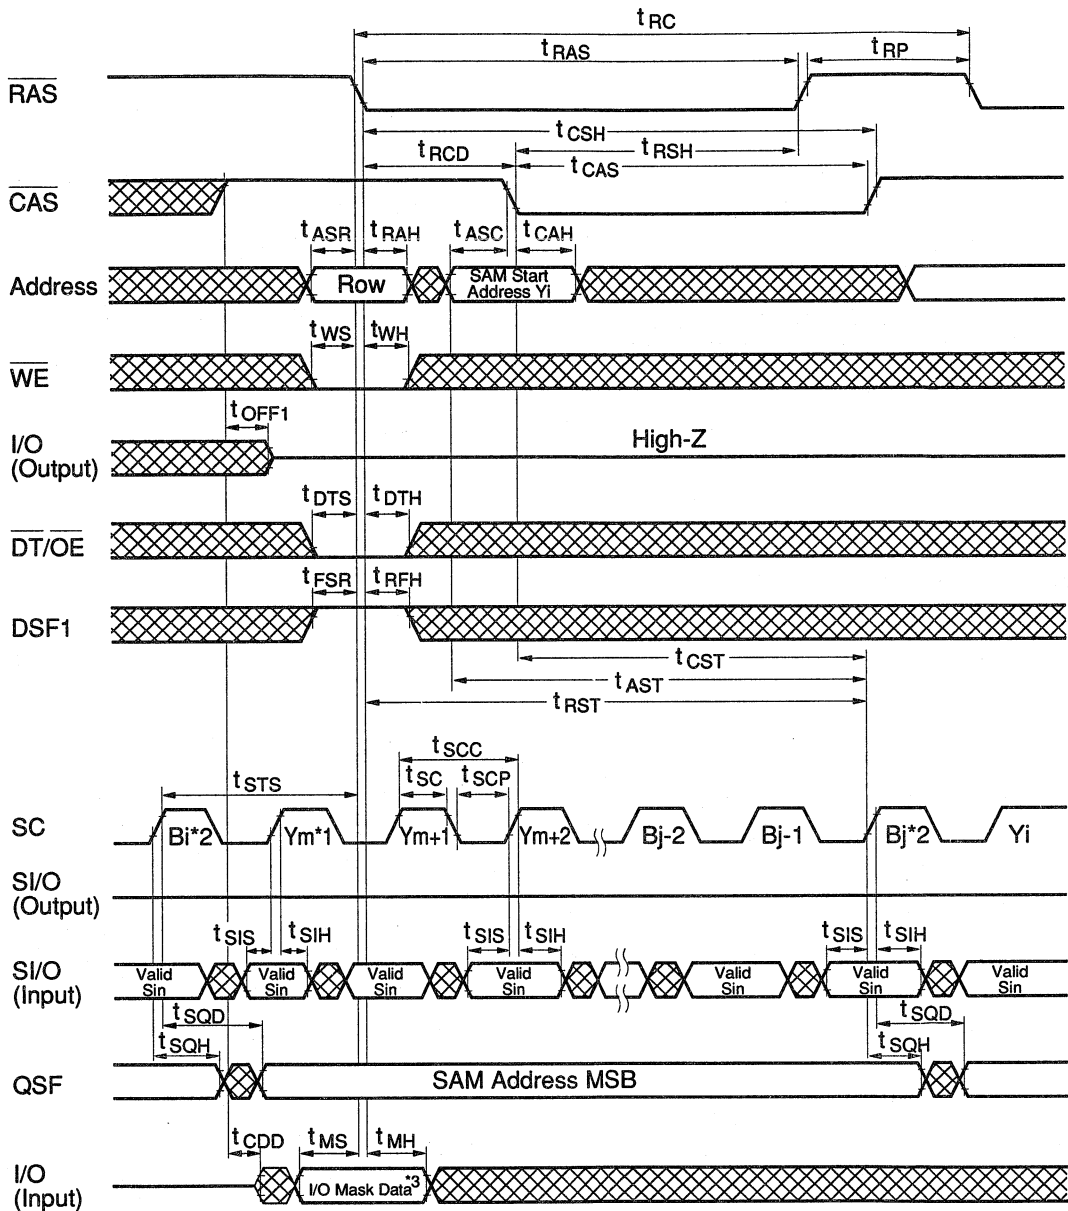 tRC
tRAS tRP
RAS
tCSH
tRCD tRSH
tCAS
CAS
tASR tRAH tASC tCAH
Address Row SAM Start Address Yi
tWS tWH
WE
tOFF1
I/O (Output) High-Z
tDTS tDTH
DT/OE
tFSR tRFH
DSF1
tCST
tAST
tRST
tSCC
tSTS tSC tSCP
SC Bi*2 Ym*1 Ym+1 Ym+2 Bj-2 Bj-1 Bj*2 Yi
SI/O (Output)
tSIS tSIH tSIS tSIH tSIS tSIH
SI/O (Input) Valid Sin Valid Sin Valid Sin Valid Sin Valid Sin Valid Sin Valid Sin
tSQD tSQD
tSQH tSQH
QSF SAM Address MSB
tCDD tMS tMH
I/O (Input) I/O Mask Data*3